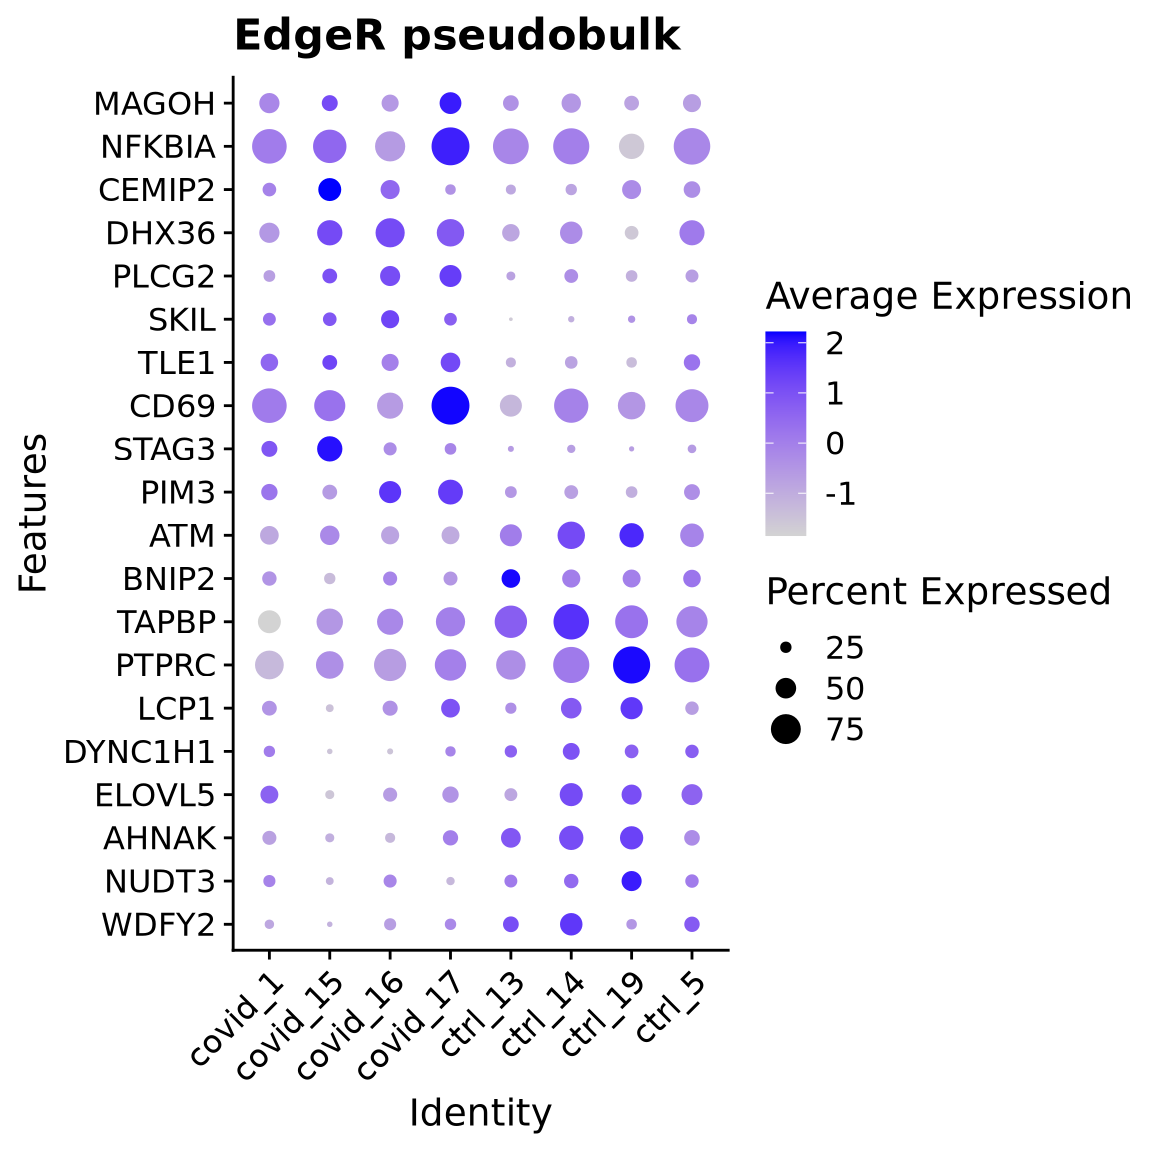 EdgeR pseudobulk
MAGOH
NFKBIA
CEMIP2
DHX36
PLCG2
SKIL
TLE1
CD69
STAG3
PIM3
ATM
BNIP2
TAPBP
PTPRC
LCP1
DYNC1H1
ELOVL5
AHNAK
NUDT3
WDFY2
Features
covid_1
covid_15
covid_16
covid_17
ctrl_13
ctrl_14
ctrl_19
ctrl_5
Identity
Average Expression
2
1
0
-1
Percent Expressed
25
50
75